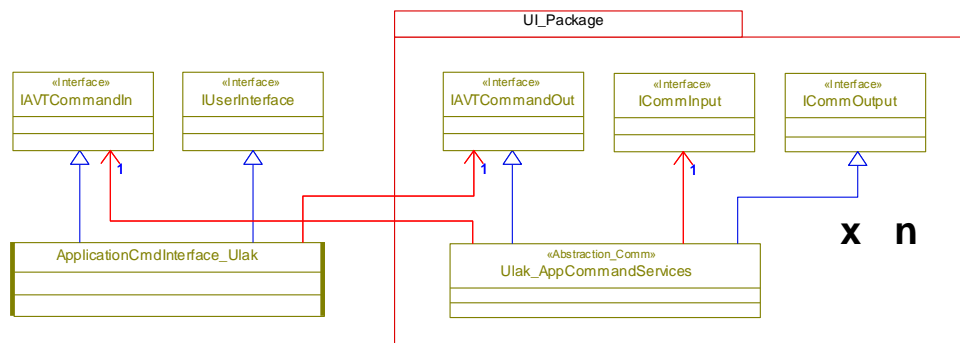 UI_Package
«Interface»
IAVTCommandIn
«Interface»
IUserInterface
«Interface»
IAVTCommandOut
«Interface»
ICommInput
«Interface»
ICommOutput
1
1
1
x n
ApplicationCmdInterface_Ulak
«Abstraction_Comm»
Ulak_AppCommandServices